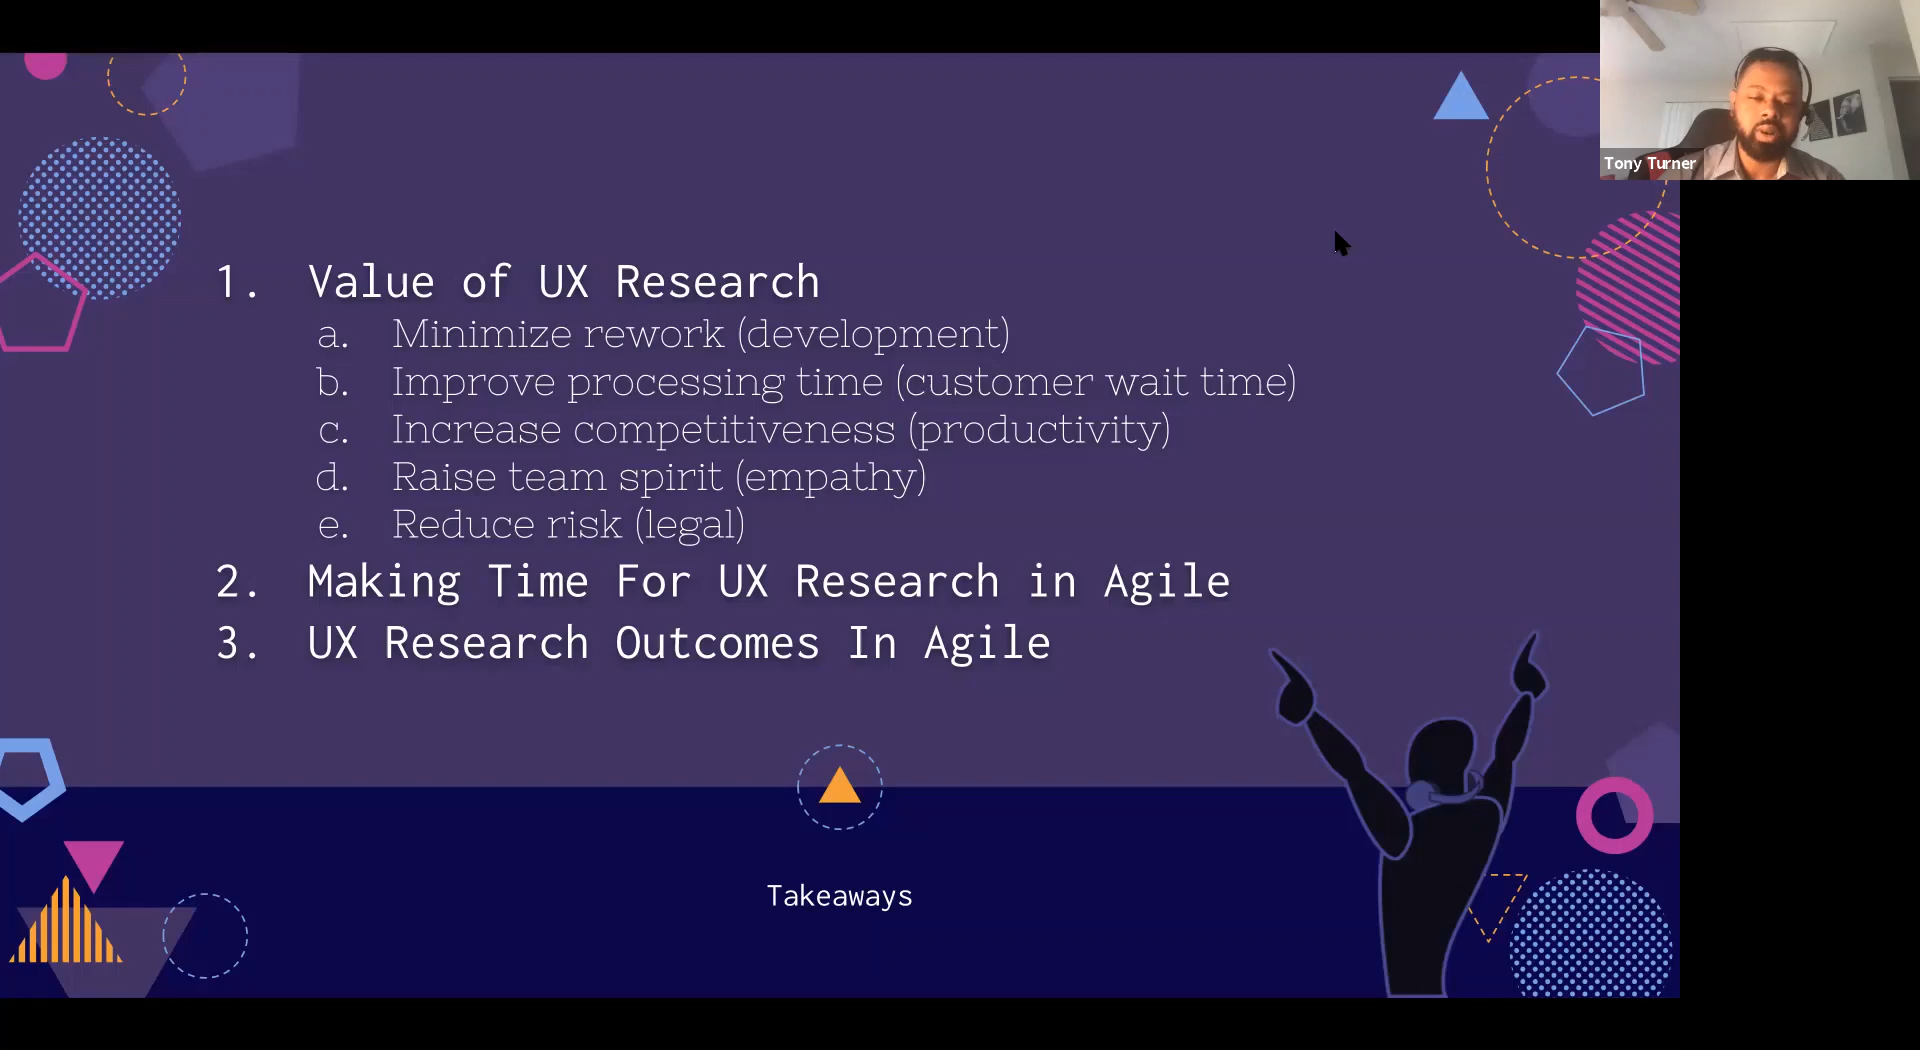 Tony Turner
1. Value of UX Research
a. Minimize rework (development)
b. Improve processing time (customer wait time)
c. Increase competitiveness (productivity)
d. Raise team spirit (empathy)
e. Reduce risk (legal)
2. Making Time For UX Research in Agile
3. UX Research Outcomes In Agile
Takeaways